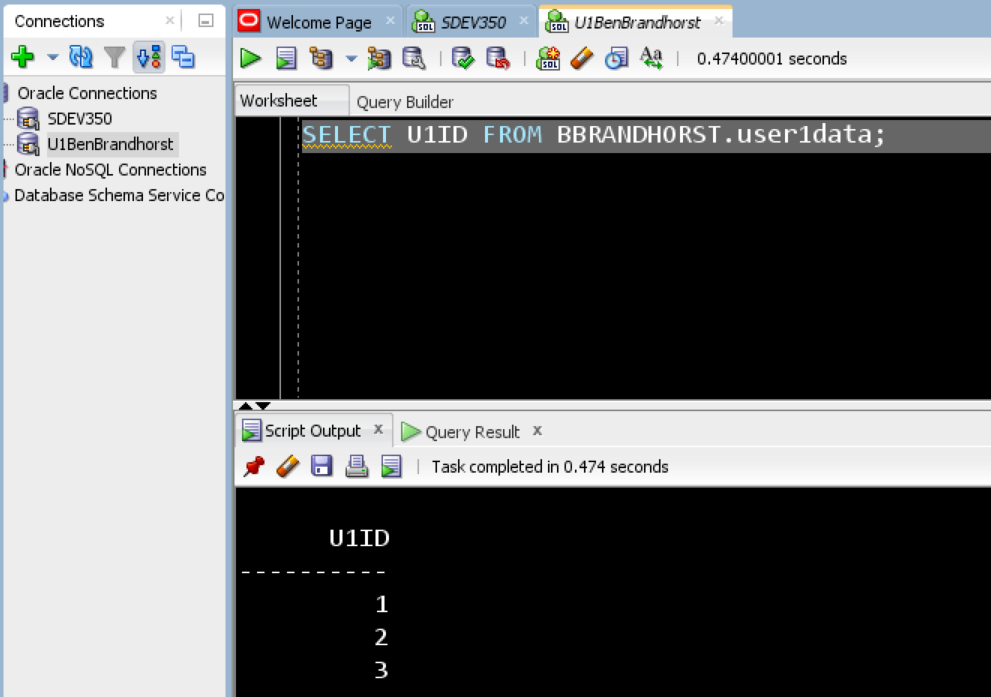 Connections
Oracle Connections
SDEV350
U1BenBrandhorst
Oracle NoSQL Connections
Database Schema Service Co
Welcome Page SDEV350 U1BenBrandhorst
0.47400001 seconds
Worksheet Query Builder
SELECT U1ID FROM BBRANDHORST.user1data;
Script Output x Query Result x
Task completed in 0.474 seconds
U1ID
----------
1
2
3